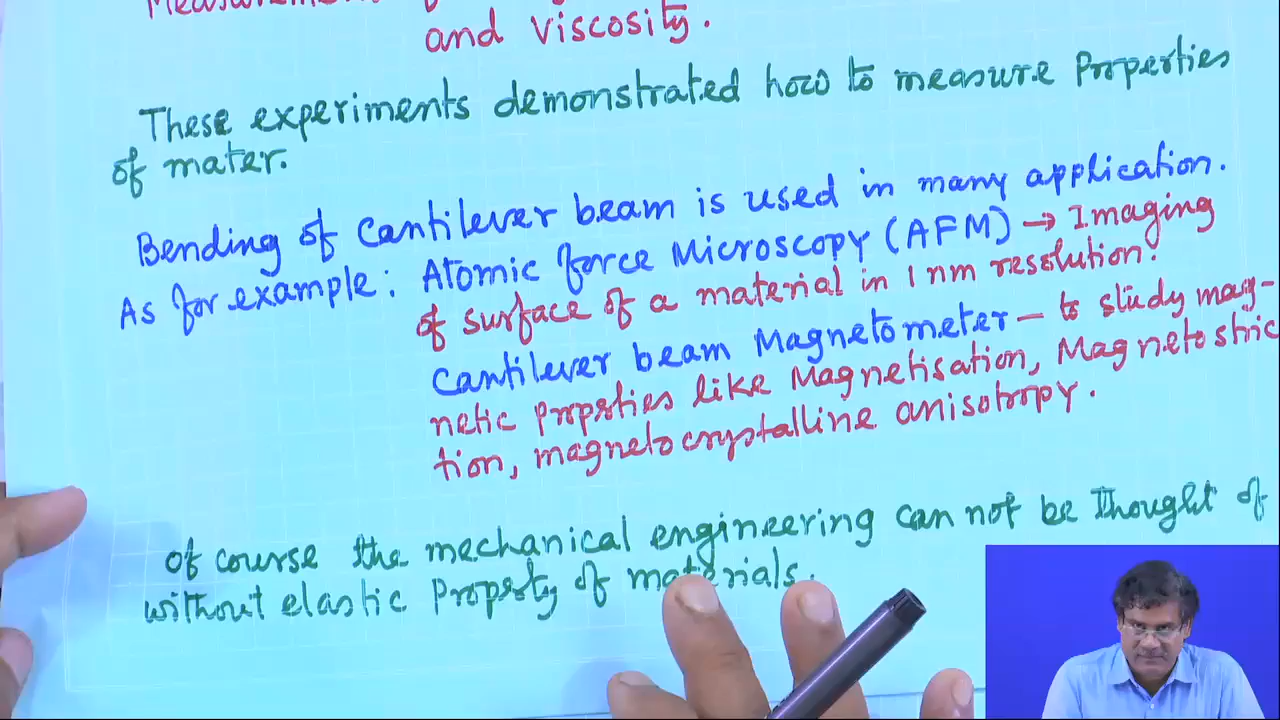 Measurement
and viscosity.
These experiments demonstrated how to measure Properties
of mater.
Bending of cantilever beam is used in many application.
As for example: Atomic force Microscopy (AFM) → Imaging
of surface of a material in 1 nm resolution.
Cantilever beam Magnetometer – to study mag-
netic Propsties like Magnetisation, Magnetostric
tion, magnetocrystalline anisotropy.
of course the mechanical engineering can not be thought of
without elastic Propsty of materials.